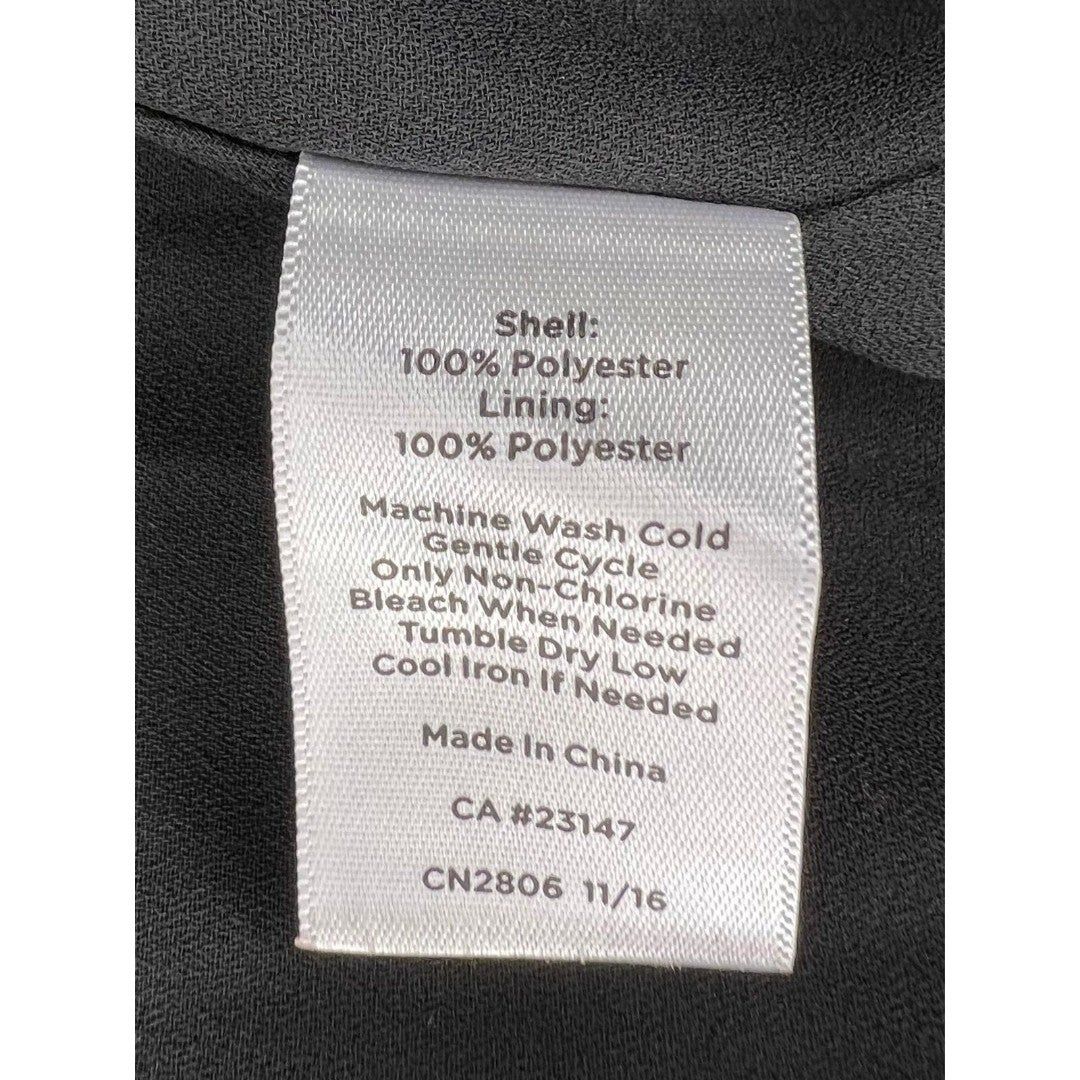 Shell:
100% Polyester
Lining:
100% Polyester
Machine Wash Cold
Gentle Cycle
Only Non-Chlorine
Bleach When Needed
Tumble Dry Low
Cool Iron If Needed
Made In China
CA #23147
CN2806 11/16